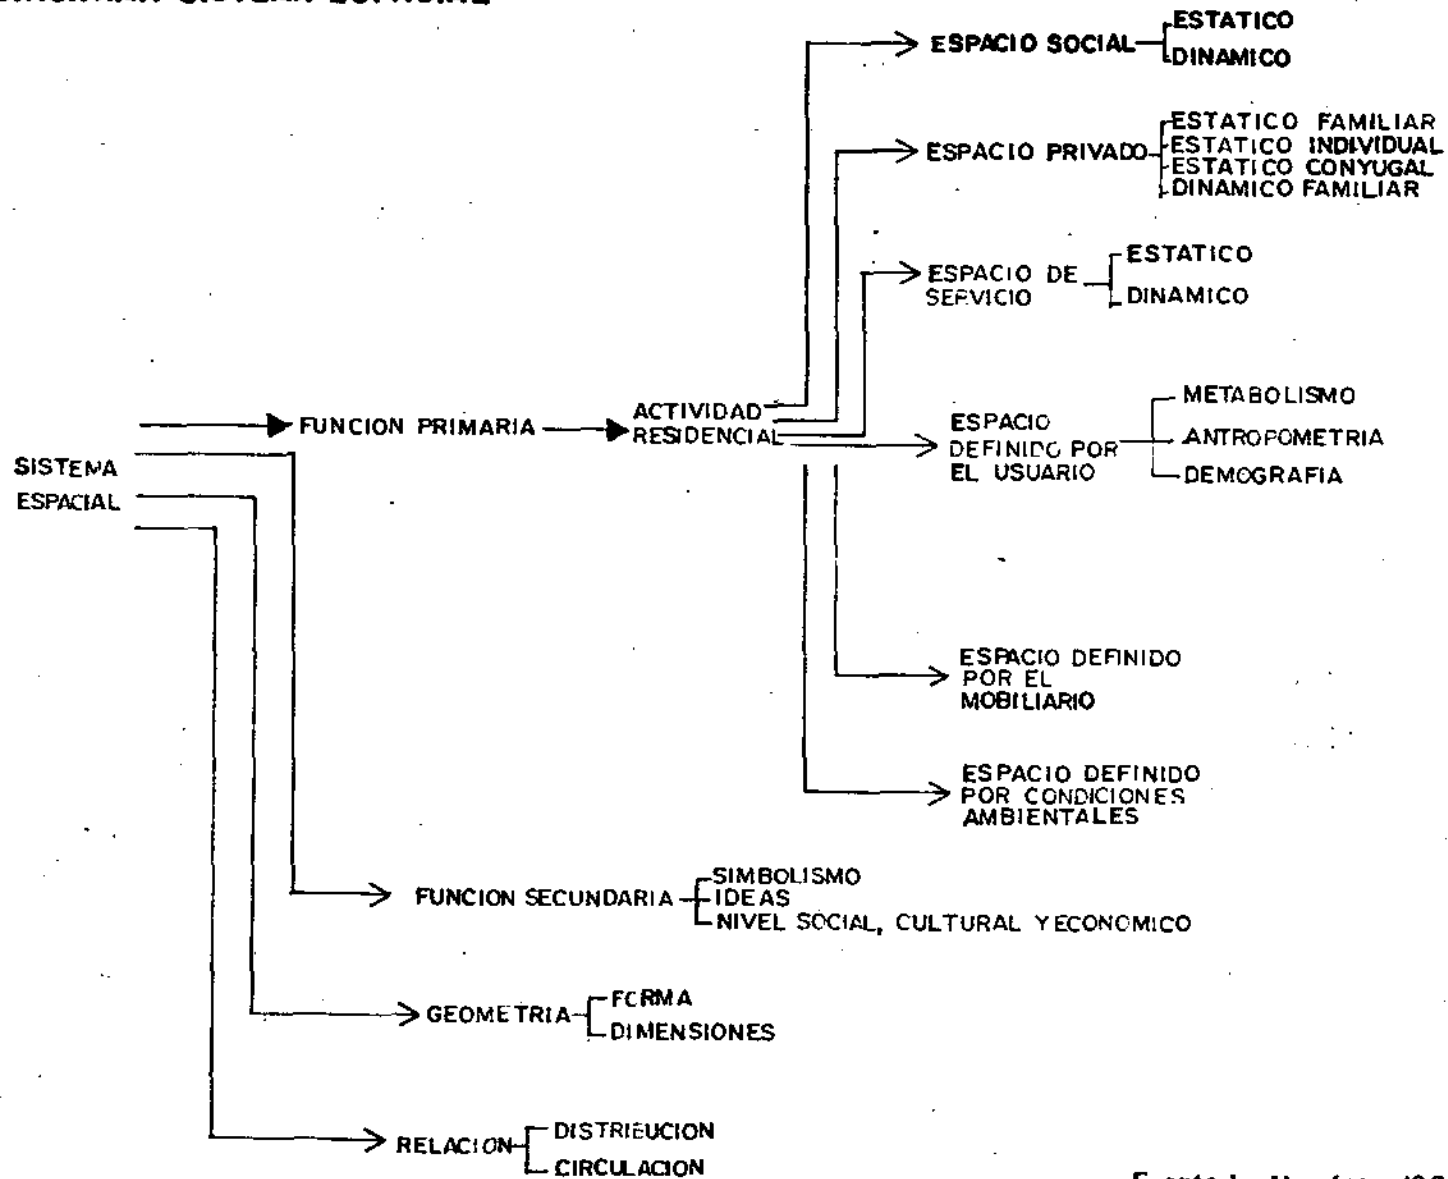 ESPACIO SOCIAL
ESTATICO
DINAMICO
ESPACIO PRIVADO
ESTATICO FAMILIAR
ESTATICO INDIVIDUAL
ESTATICO CONYUGAL
DINAMICO FAMILIAR
ESPACIO DE
SERVICIO
ESTATICO
DINAMICO
FUNCION PRIMARIA
ACTIVIDAD
RESIDENCIAL
ESPACIO
DEFINIDO POR
EL USUARIO
METABOLISMO
ANTROPOMETRIA
DEMOGRAFIA
SISTEMA
ESPACIAL
ESPACIO DEFINIDO
POR EL
MOBILIARIO
ESPACIO DEFINIDO
POR CONDICIONES
AMBIENTALES
FUNCION SECUNDARIA
SIMBOLISMO
IDEAS
NIVEL SOCIAL, CULTURAL Y ECONOMICO
GEOMETRIA
FORMA
DIMENSIONES
RELACION
DISTRIBUCION
CIRCULACION